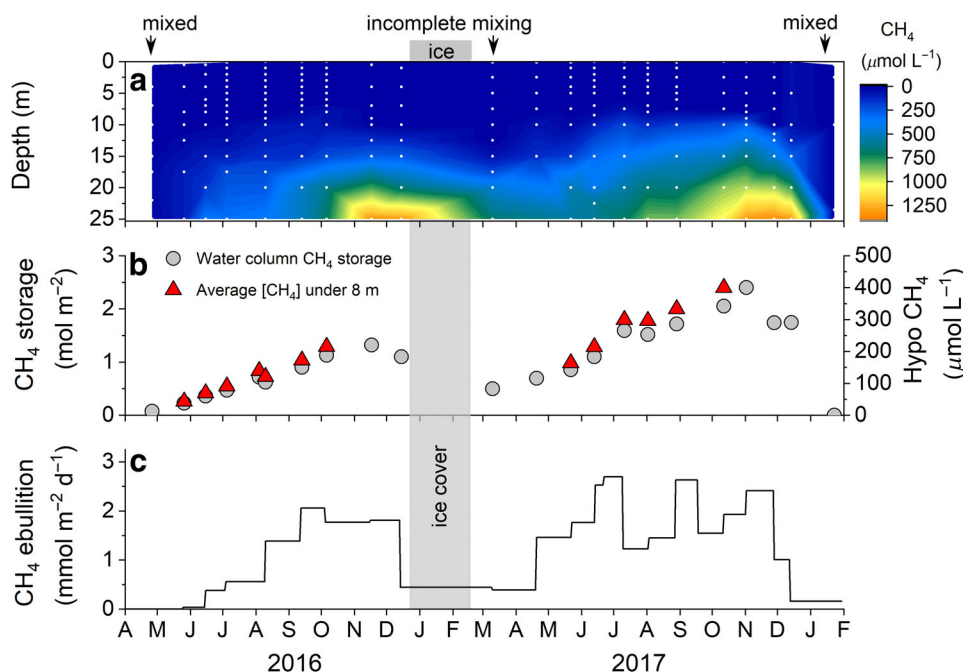 mixed incomplete mixing mixed
ice
CH₄
(μmol L⁻¹)
a
Depth (m)
0
5
10
15
20
25
0
250
500
750
1000
1250
b
Water column CH₄ storage
Average [CH₄] under 8 m
CH₄ storage
(mol m⁻²)
3
2
1
0
500
400
300
200
100
0
Hypo CH₄
(μmol L⁻¹)
c
CH₄ ebullition
(mmol m⁻² d⁻¹)
3
2
1
0
ice cover
A M J J A S O N D J F M A M J J A S O N D J F
2016 2017